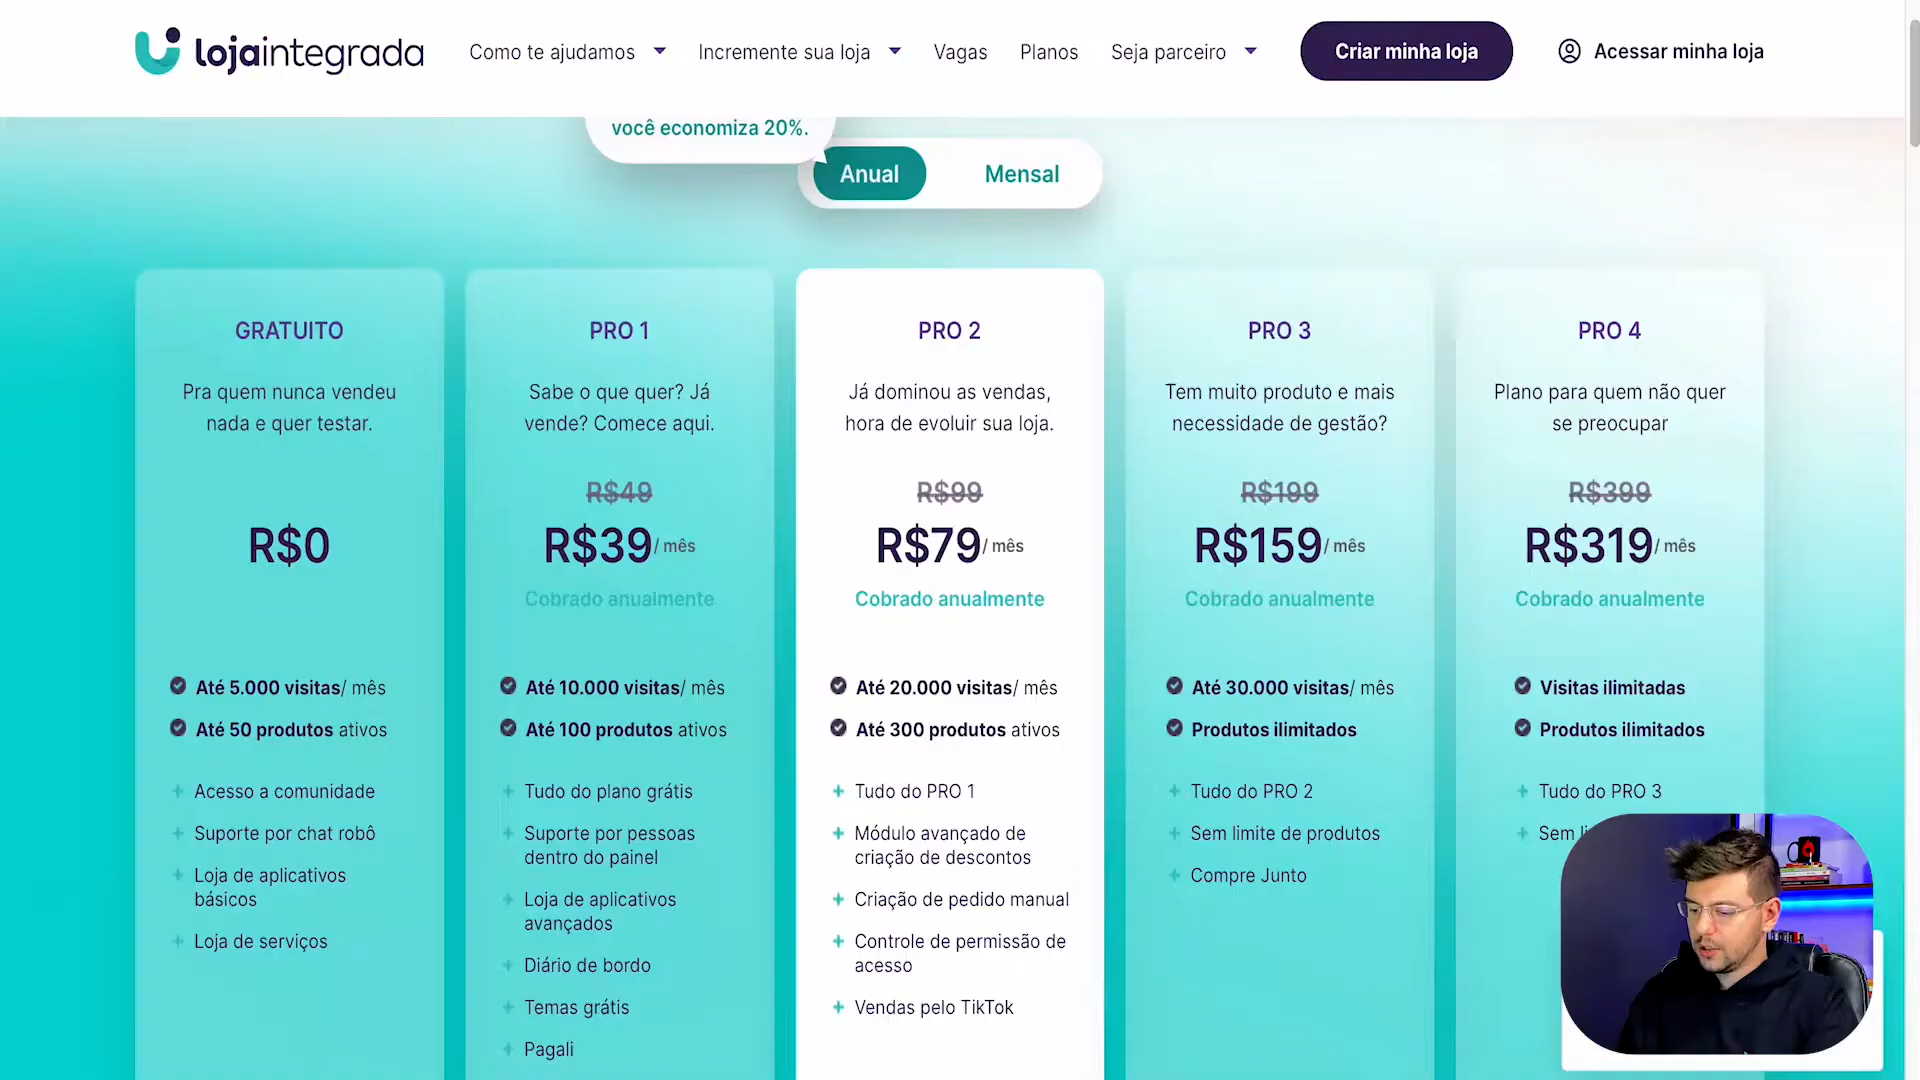 lojaintegrada
Como te ajudamos
Incremente sua loja
Vagas
Planos
Seja parceiro
Criar minha loja
Acessar minha loja
você economiza 20%.
Anual
Mensal
GRATUITO
Pra quem nunca vendeu
nada e quer testar.
R$0
Até 5.000 visitas/ mês
Até 50 produtos ativos
Acesso a comunidade
Suporte por chat robô
Loja de aplicativos
básicos
Loja de serviços
PRO 1
Sabe o que quer? Já
vende? Comece aqui.
R$49
R$39/ mês
Cobrado anualmente
Até 10.000 visitas/ mês
Até 100 produtos ativos
Tudo do plano grátis
Suporte por pessoas
dentro do painel
Loja de aplicativos
avançados
Diário de bordo
Temas grátis
Pagali
PRO 2
Já dominou as vendas,
hora de evoluir sua loja.
R$99
R$79/ mês
Cobrado anualmente
Até 20.000 visitas/ mês
Até 300 produtos ativos
Tudo do PRO 1
Módulo avançado de
criação de descontos
Criação de pedido manual
Controle de permissão de
acesso
Vendas pelo TikTok
PRO 3
Tem muito produto e mais
necessidade de gestão?
R$199
R$159/ mês
Cobrado anualmente
Até 30.000 visitas/ mês
Produtos ilimitados
Tudo do PRO 2
Sem limite de produtos
Compre Junto
PRO 4
Plano para quem não quer
se preocupar
R$399
R$319/ mês
Cobrado anualmente
Visitas ilimitadas
Produtos ilimitados
Tudo do PRO 3
Sem